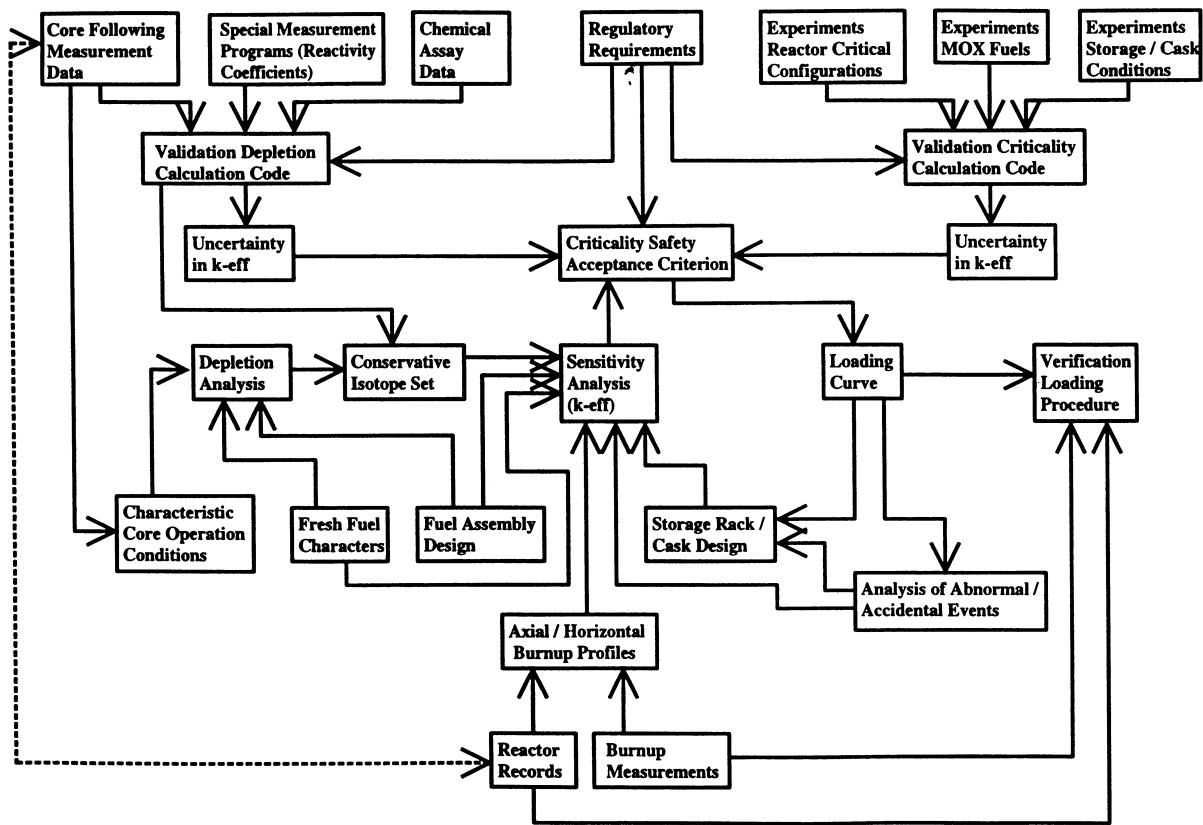 Core Following
Measurement
Data
Special Measurement
Programs (Reactivity
Coefficients)
Chemical
Assay
Data
Regulatory
Requirements
Experiments
Reactor Critical
Configurations
Experiments
MOX Fuels
Experiments
Storage / Cask
Conditions
Validation Depletion
Calculation Code
Validation Criticality
Calculation Code
Uncertainty
in k-eff
Criticality Safety
Acceptance Criterion
Uncertainty
in k-eff
Depletion
Analysis
Conservative
Isotope Set
Sensitivity
Analysis
(k-eff)
Loading
Curve
Verification
Loading
Procedure
Characteristic
Core Operation
Conditions
Fresh Fuel
Characters
Fuel Assembly
Design
Storage Rack /
Cask Design
Analysis of Abnormal /
Accidental Events
Axial / Horizontal
Burnup Profiles
Reactor
Records
Burnup
Measurements